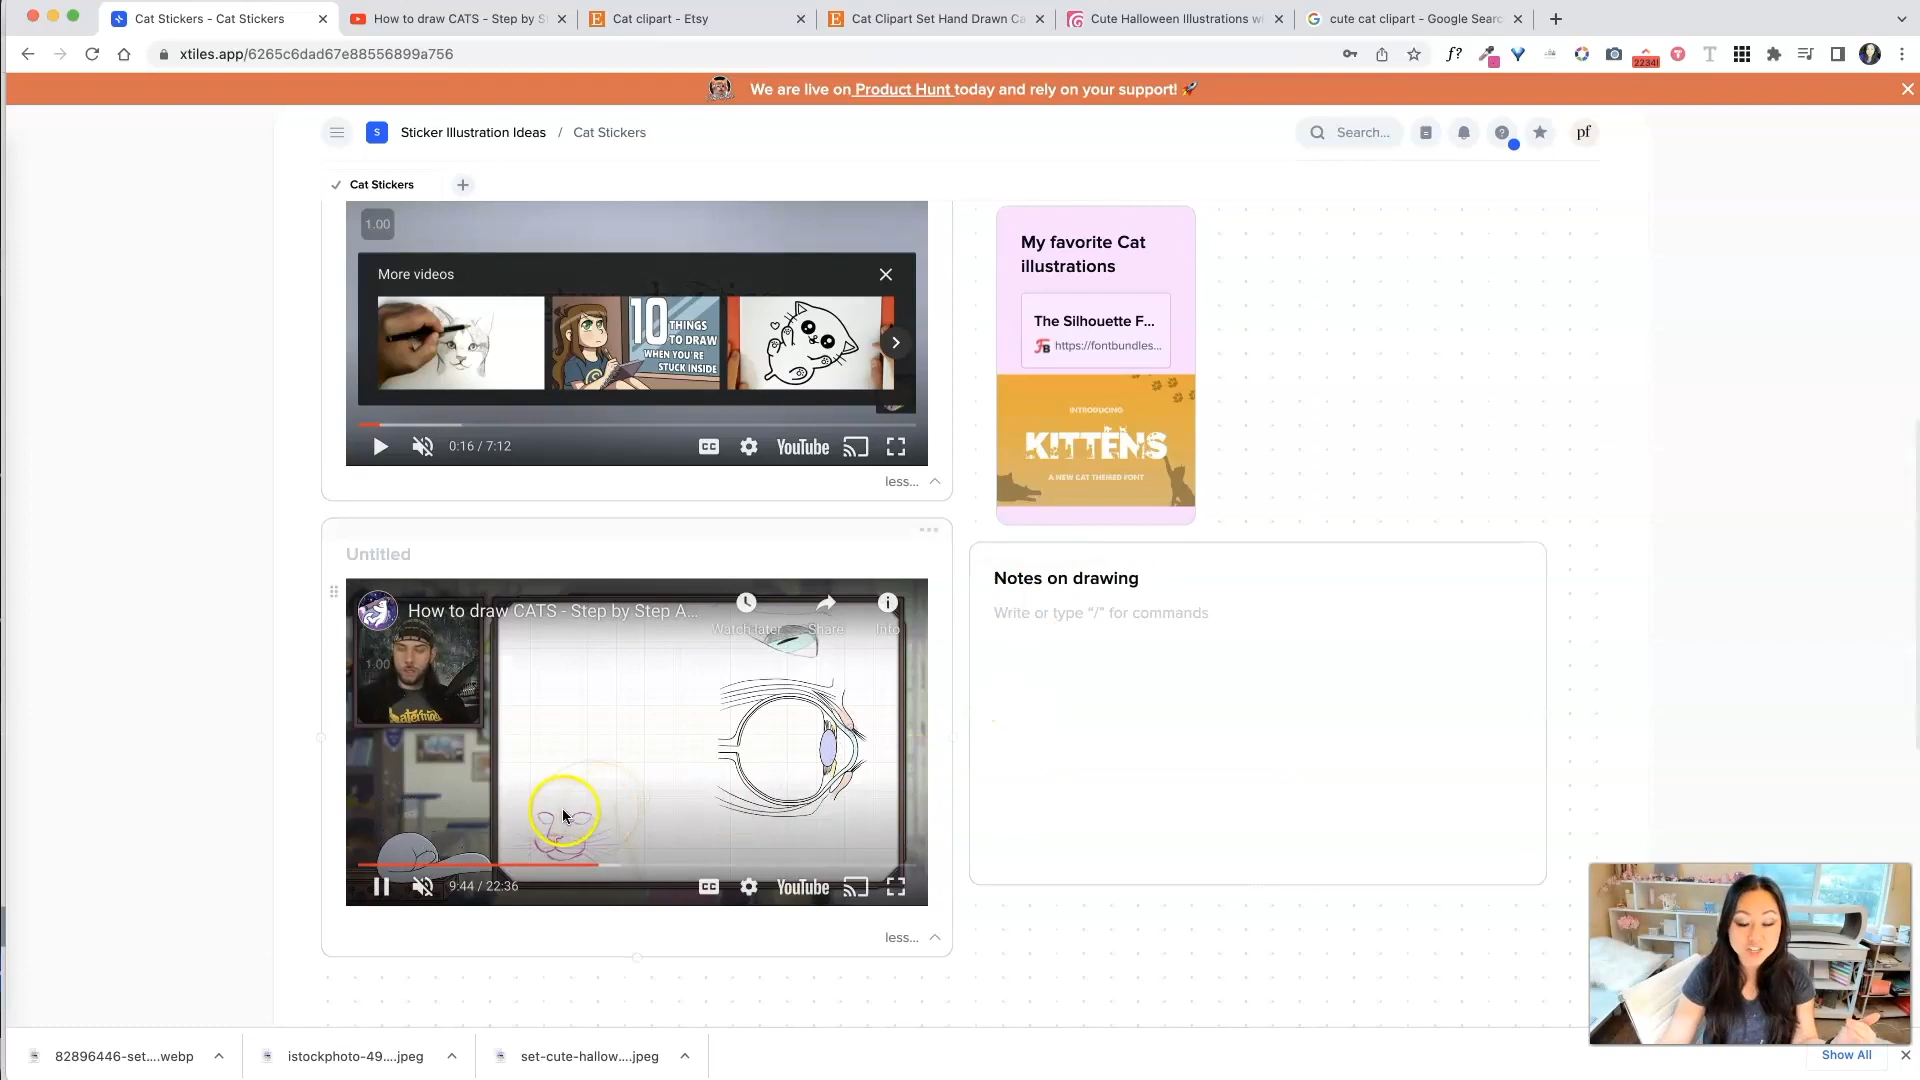 Cat Stickers - Cat Stickers
How to draw CATS - Step by S
Cat clipart - Etsy
Cat Clipart Set Hand Drawn Ca
Cute Halloween Illustrations wi
cute cat clipart - Google Searc
xtiles.app/6265c6dad67e88556899a756
f?
2234!
We are live on Product Hunt today and rely on your support! 🚀
S
Sticker Illustration Ideas / Cat Stickers
Search...
pf
Cat Stickers
1.00
More videos
10 THINGS
TO DRAW
WHEN YOU'RE
STUCK INSIDE
0:16 / 7:12
CC
YouTube
less...
My favorite Cat
illustrations
The Silhouette F...
FB https://fontbundles...
INTRODUCING
KITTENS
A NEW CAT THEMED FONT
Untitled
How to draw CATS - Step by Step A...
Watch later
Share
Info
1.00
9:44 / 22:36
CC
YouTube
less...
Notes on drawing
Write or type “/” for commands
82896446-set....webp
istockphoto-49....jpeg
set-cute-hallow....jpeg
Show All